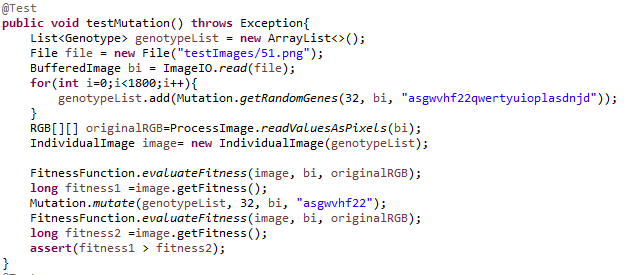 @Test
public void testMutation() throws Exception{
List<Genotype> genotypeList = new ArrayList<>();
File file = new File("testImages/51.png");
BufferedImage bi = ImageIO.read(file);
for(int i=0;i<1800;i++){
genotypeList.add(Mutation.getRandomGenes(32, bi, "asgwvhf22qwertyuioplasdnjd"));
}
RGB[][] originalRGB=ProcessImage.readValuesAsPixels(bi);
IndividualImage image= new IndividualImage(genotypeList);
FitnessFunction.evaluateFitness(image, bi, originalRGB);
long fitness1 =image.getFitness();
Mutation.mutate(genotypeList, 32, bi, "asgwvhf22");
FitnessFunction.evaluateFitness(image, bi, originalRGB);
long fitness2 =image.getFitness();
assert(fitness1 > fitness2);
}
@Test